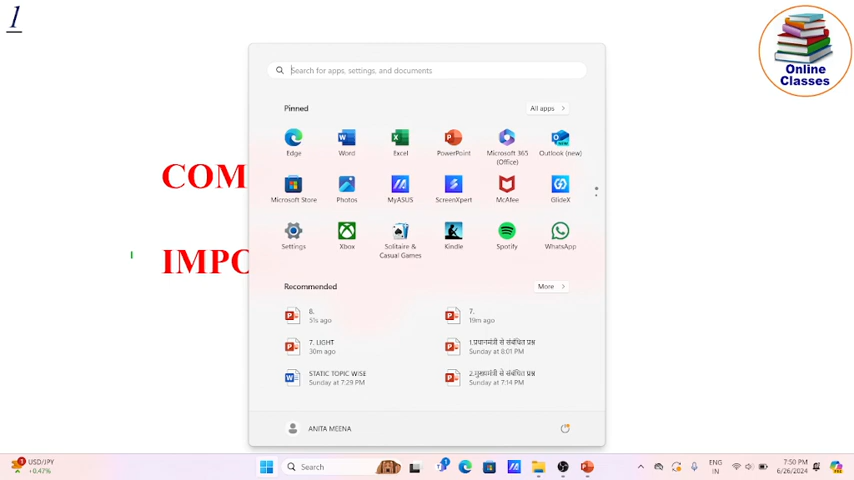 1
Online
Classes
Search for apps, settings, and documents
Pinned
All apps
Edge
Word
Excel
PowerPoint
Microsoft 365
(Office)
Outlook (new)
COM
Microsoft Store
Photos
MyASUS
ScreenXpert
McAfee
GlideX
Settings
Xbox
Solitaire &
Casual Games
Kindle
Spotify
WhatsApp
IMPO
Recommended
More
8.
51s ago
7.
19m ago
7. LIGHT
30m ago
1.प्रधानमंत्री से संबंधित प्रश्न
Sunday at 8:01 PM
STATIC TOPIC WISE
Sunday at 7:29 PM
2.मुख्यमंत्री से संबंधित प्रश्न
Sunday at 7:14 PM
ANITA MEENA
1
USD/JPY
+0.47%
Search
1
ENG
IN
7:50 PM
6/26/2024